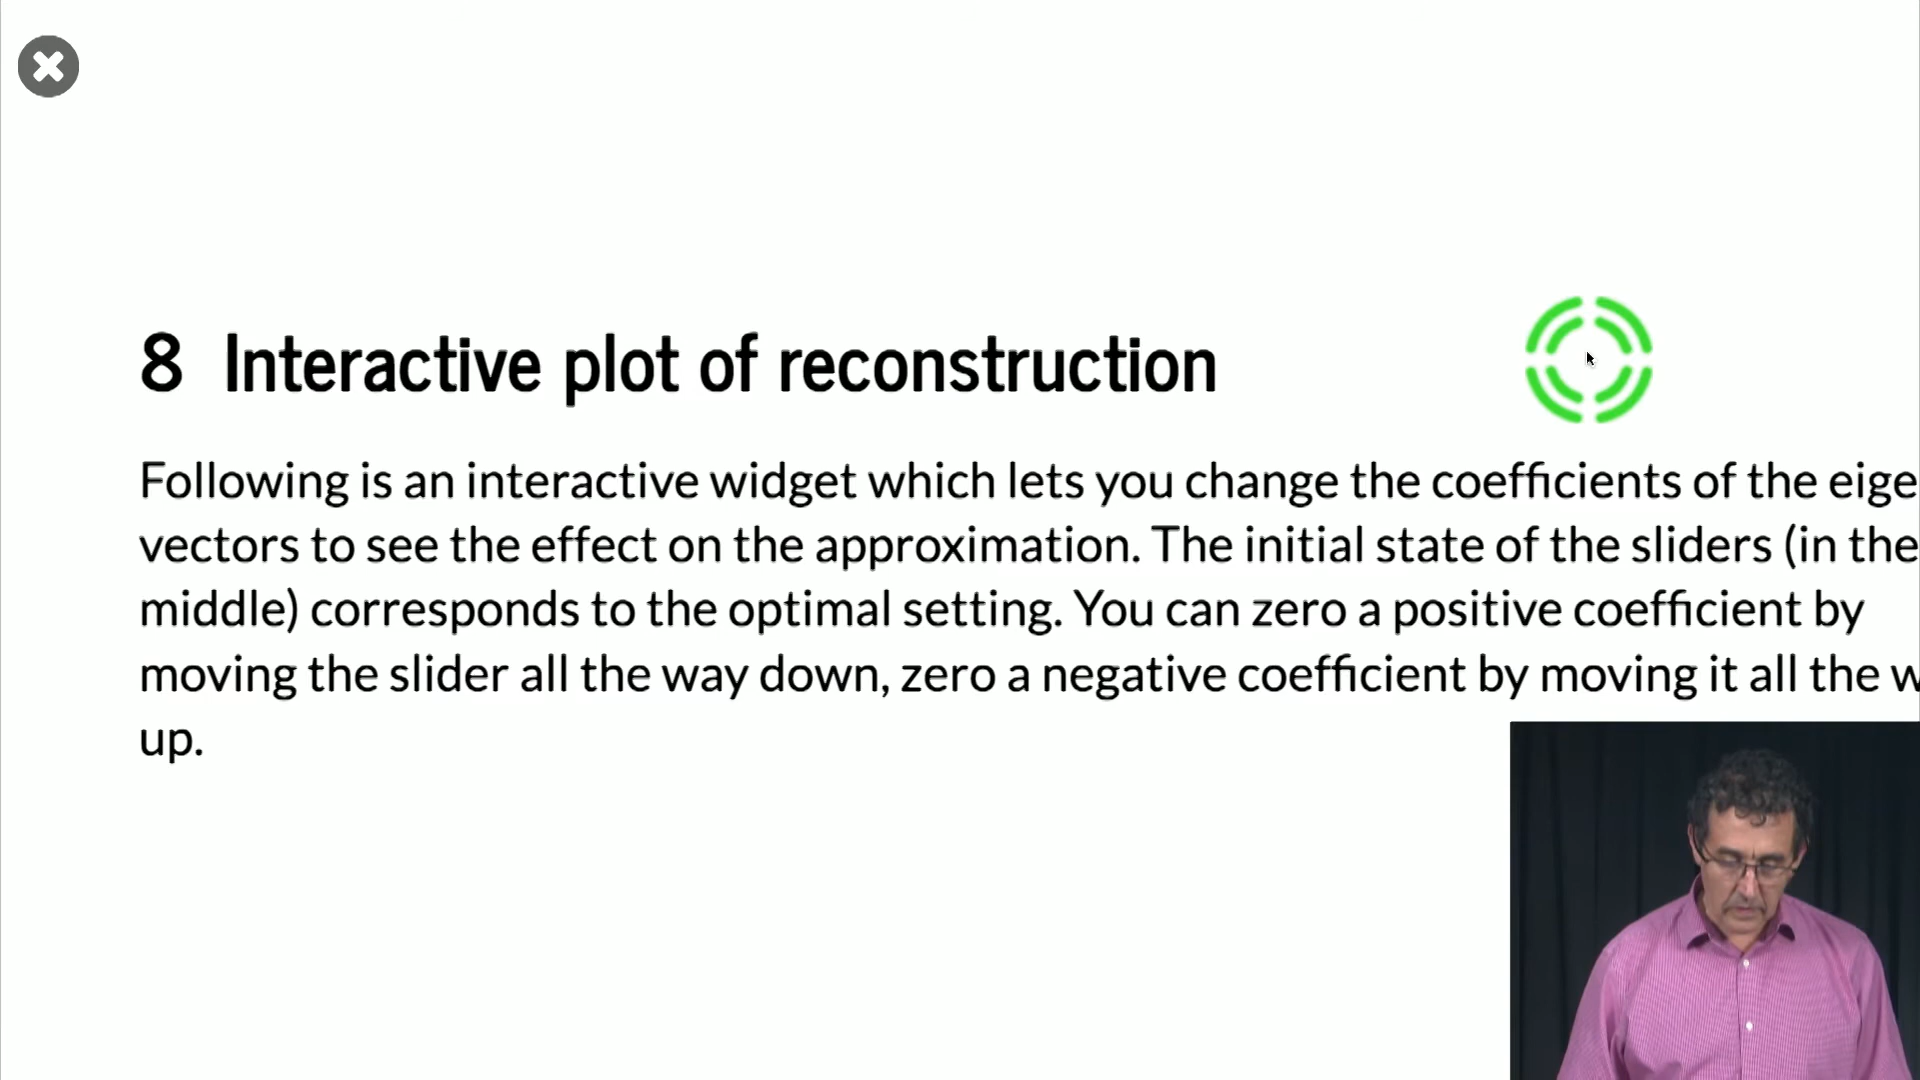 8 Interactive plot of reconstruction
Following is an interactive widget which lets you change the coefficients of the eige
vectors to see the effect on the approximation. The initial state of the sliders (in the
middle) corresponds to the optimal setting. You can zero a positive coefficient by
moving the slider all the way down, zero a negative coefficient by moving it all the w
up.